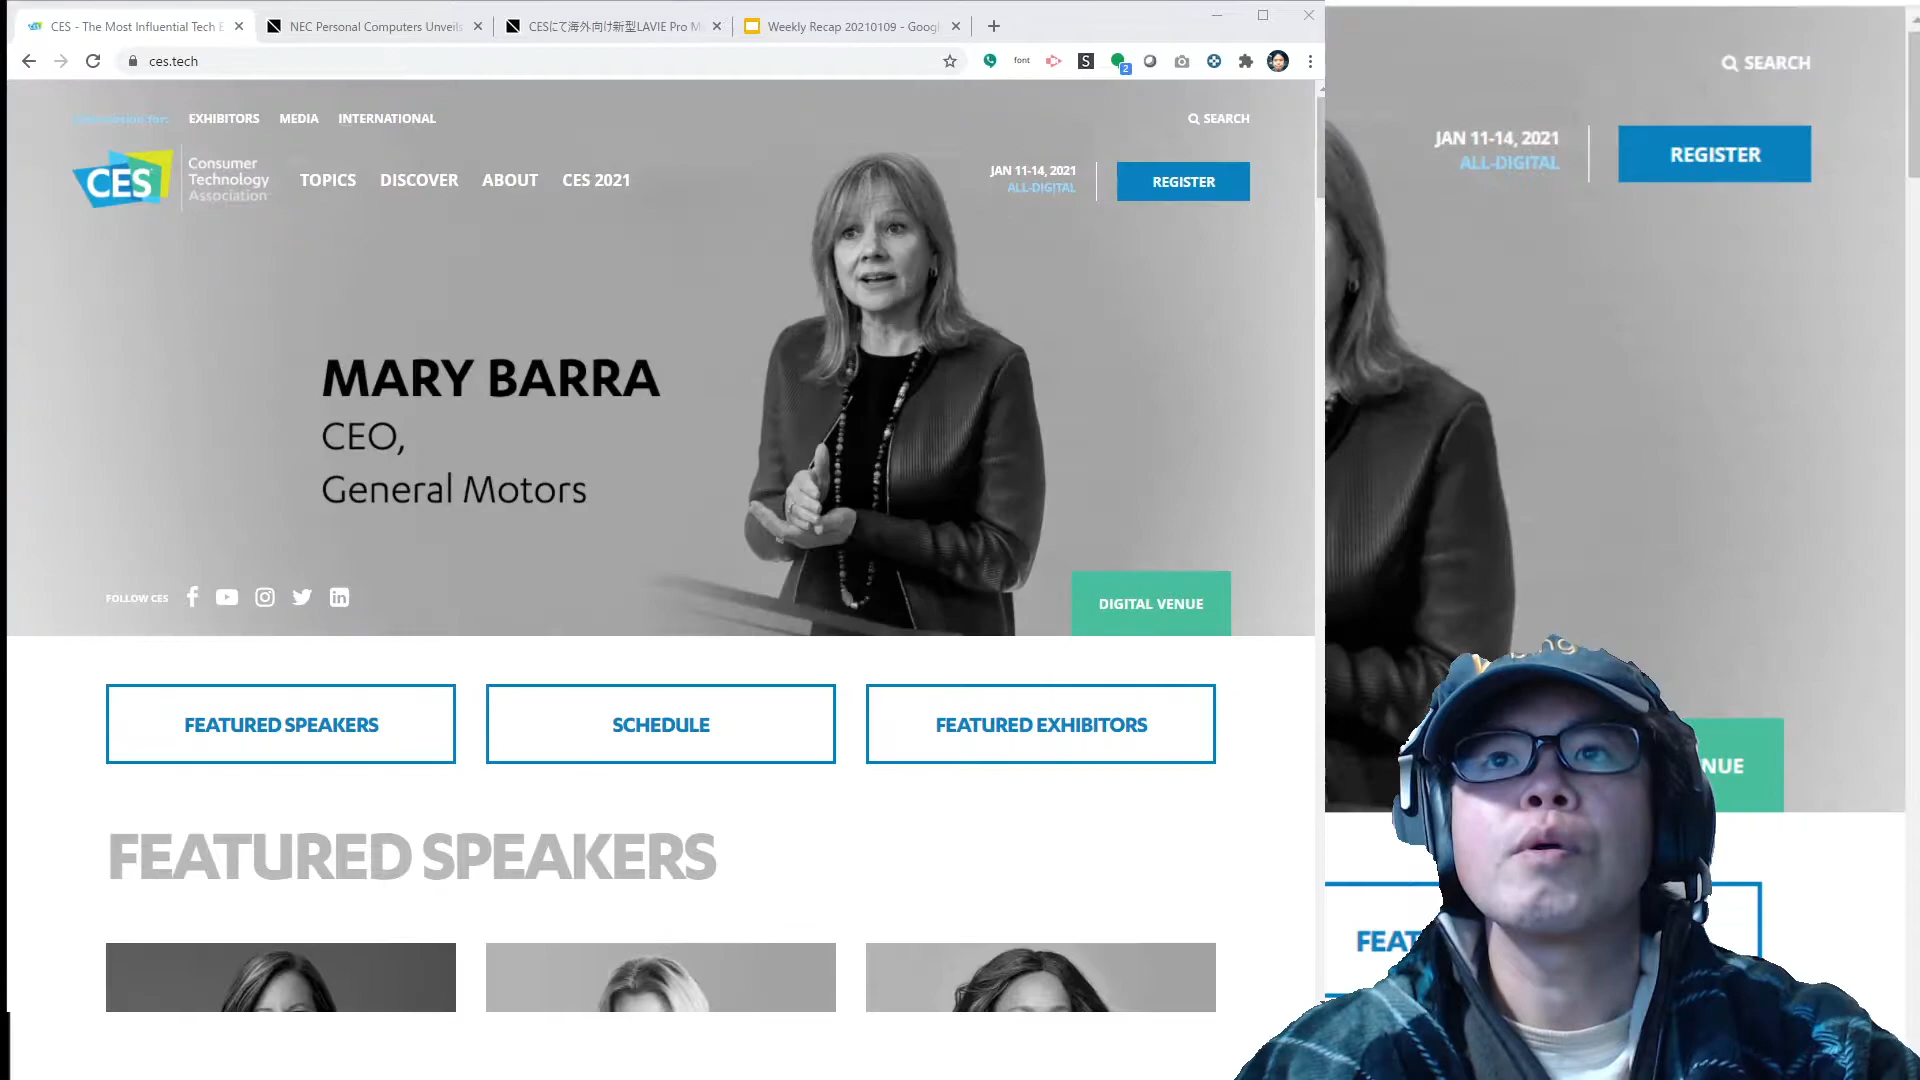 CES - The Most Influential Tech E
NEC Personal Computers Unveils
CESにて海外向け新型LAVIE Pro M
Weekly Recap 20210109 - Googl
ces.tech
font
S
2
EXHIBITORS
MEDIA
INTERNATIONAL
SEARCH
CES
Consumer
Technology
Association
TOPICS
DISCOVER
ABOUT
CES 2021
JAN 11-14, 2021
ALL-DIGITAL
REGISTER
MARY BARRA
CEO,
General Motors
FOLLOW CES
DIGITAL VENUE
FEATURED SPEAKERS
SCHEDULE
FEATURED EXHIBITORS
FEATURED SPEAKERS
SEARCH
JAN 11-14, 2021
ALL-DIGITAL
REGISTER
NUE
FEAT